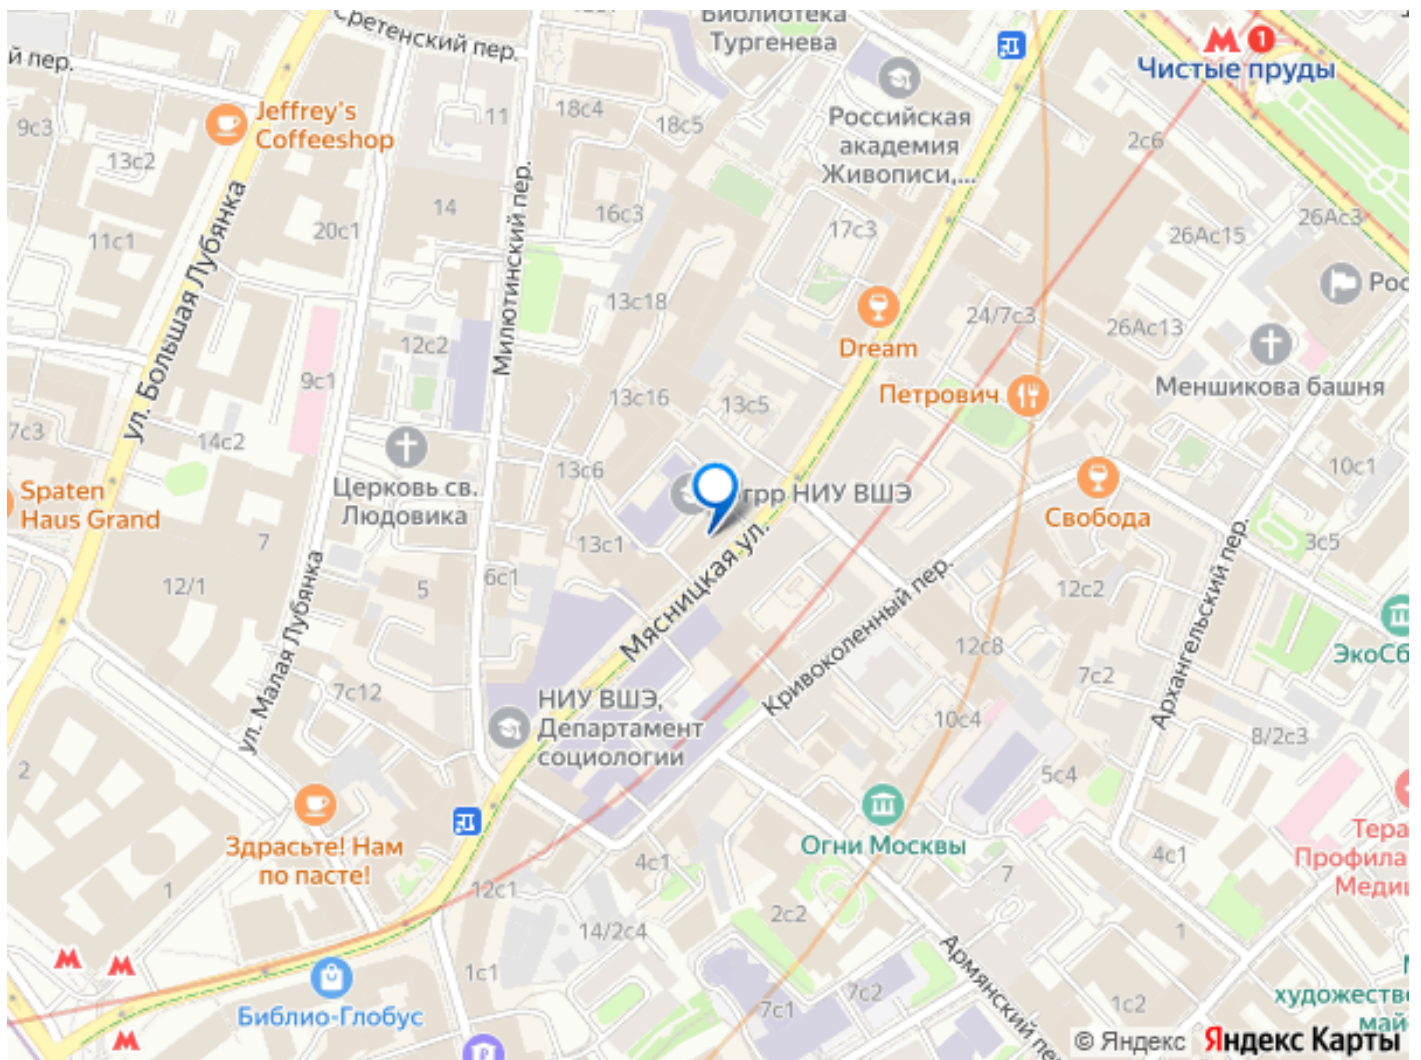 Сретенский пер.
й пер.
Библиотека
Тургенева
М 1
Чистые пруды
Jeffrey's
Coffeeshop
9с3
13с2
11
18с4
18с5
Российская
академия
Живописи,...
2с6
ул. Большая Лубянка
Милютинский пер.
11с1
20с1
14
16с3
17с3
26Ас15
26Ас3
Рос
13с18
Dream
24/7с3
26Ас13
Меншикова башня
12с2
9с1
13с16
13с5
Петрович
7с3
14с2
13с6
10с1
Spaten
Haus Grand
Церковь св.
Людовика
грр НИУ ВШЭ
Свобода
7
13с1
3с5
12/1
5
6с1
12с2
Мясницкая ул.
Кривоколенный пер.
Архангельский пер.
ул. Малая Лубянка
12с8
ЭкоСб
7с12
7с2
НИУ ВШЭ,
Департамент
социологии
10с4
8/2с3
2
5с4
Здрасьте! Нам
по пасте!
Огни Москвы
Тера
Профила
Медиц
4с1
7
4с1
1
12с1
2с2
14/2с4
1
Армянский пер.
1с1
Библио-Глобус
7с1
7с2
1с2
художестве
май
© Яндекс Яндекс Карты